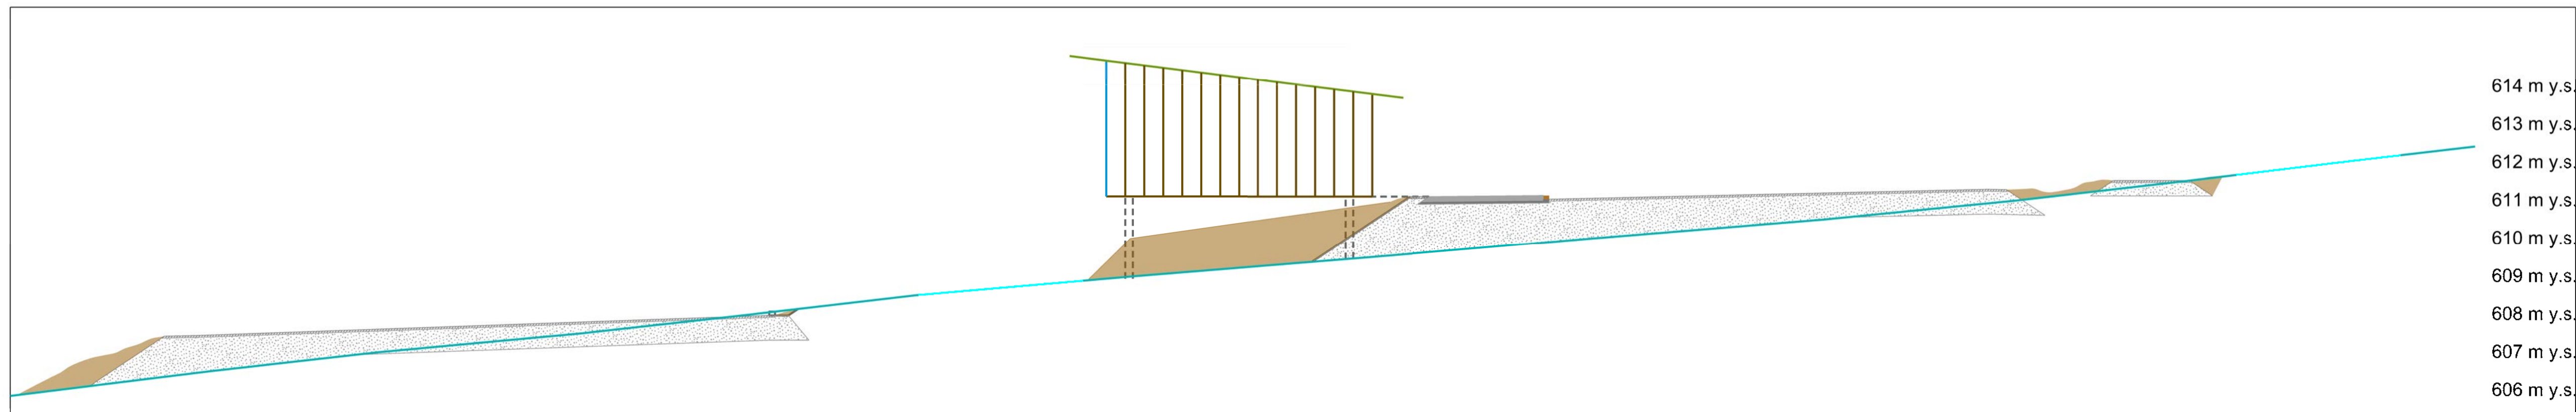 614 m y.s.
613 m y.s.
612 m y.s.
611 m y.s.
610 m y.s.
609 m y.s.
608 m y.s.
607 m y.s.
606 m y.s.